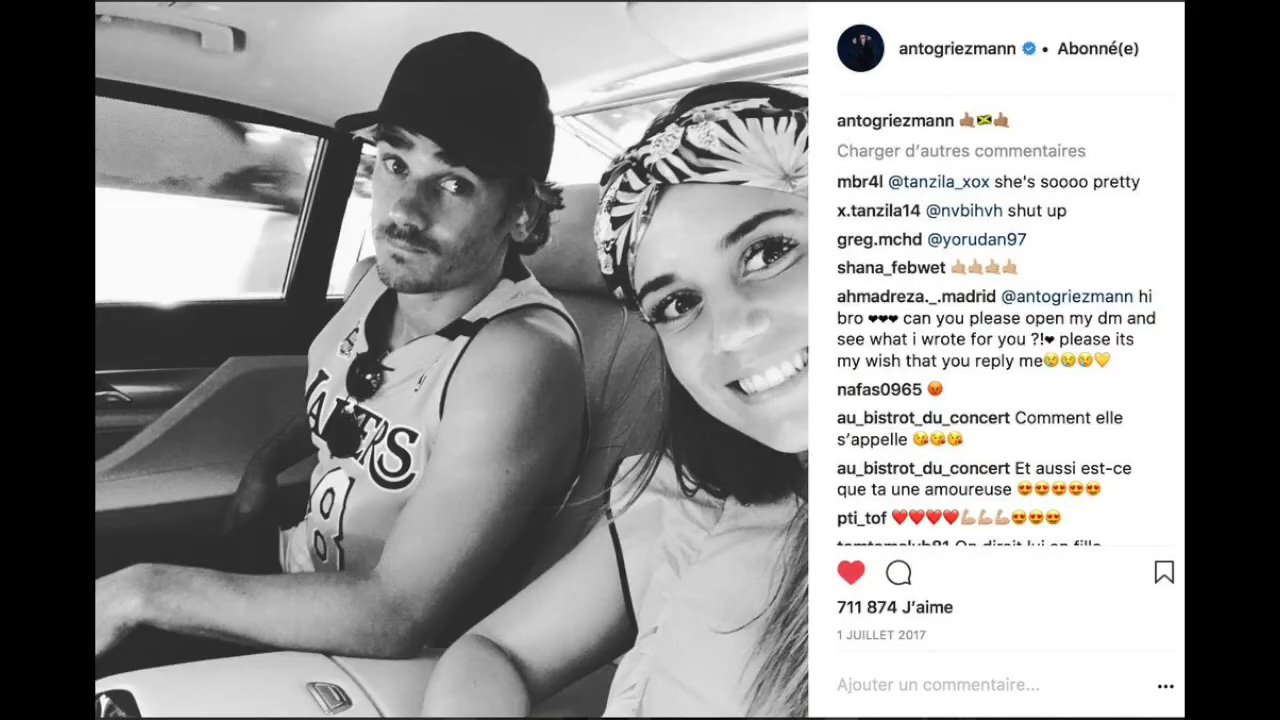 antogriezmann • Abonné(e)
antogriezmann 🤙🏽🇯🇲🤙🏽
Charger d’autres commentaires
mbr4l @tanzila_xox she's soooo pretty
x.tanzila14 @nvbihvh shut up
greg.mchd @yorudan97
shana_febwet 🤙🏼🤙🏼🤙🏼🤙🏼
ahmadreza._.madrid @antogriezmann hi
bro ❤❤❤ can you please open my dm and
see what i wrote for you ?!❤ please its
my wish that you reply me😢😢😢💛
nafas0965 😡
au_bistrot_du_concert Comment elle
s’appelle 😘😘😘
au_bistrot_du_concert Et aussi est-ce
que ta une amoureuse 😍😍😍😍😍
pti_tof ❤️❤️❤️❤️💪🏼💪🏼💪🏼😍😍😍
711 874 J’aime
1 JUILLET 2017
Ajouter un commentaire...
LAKERS
8